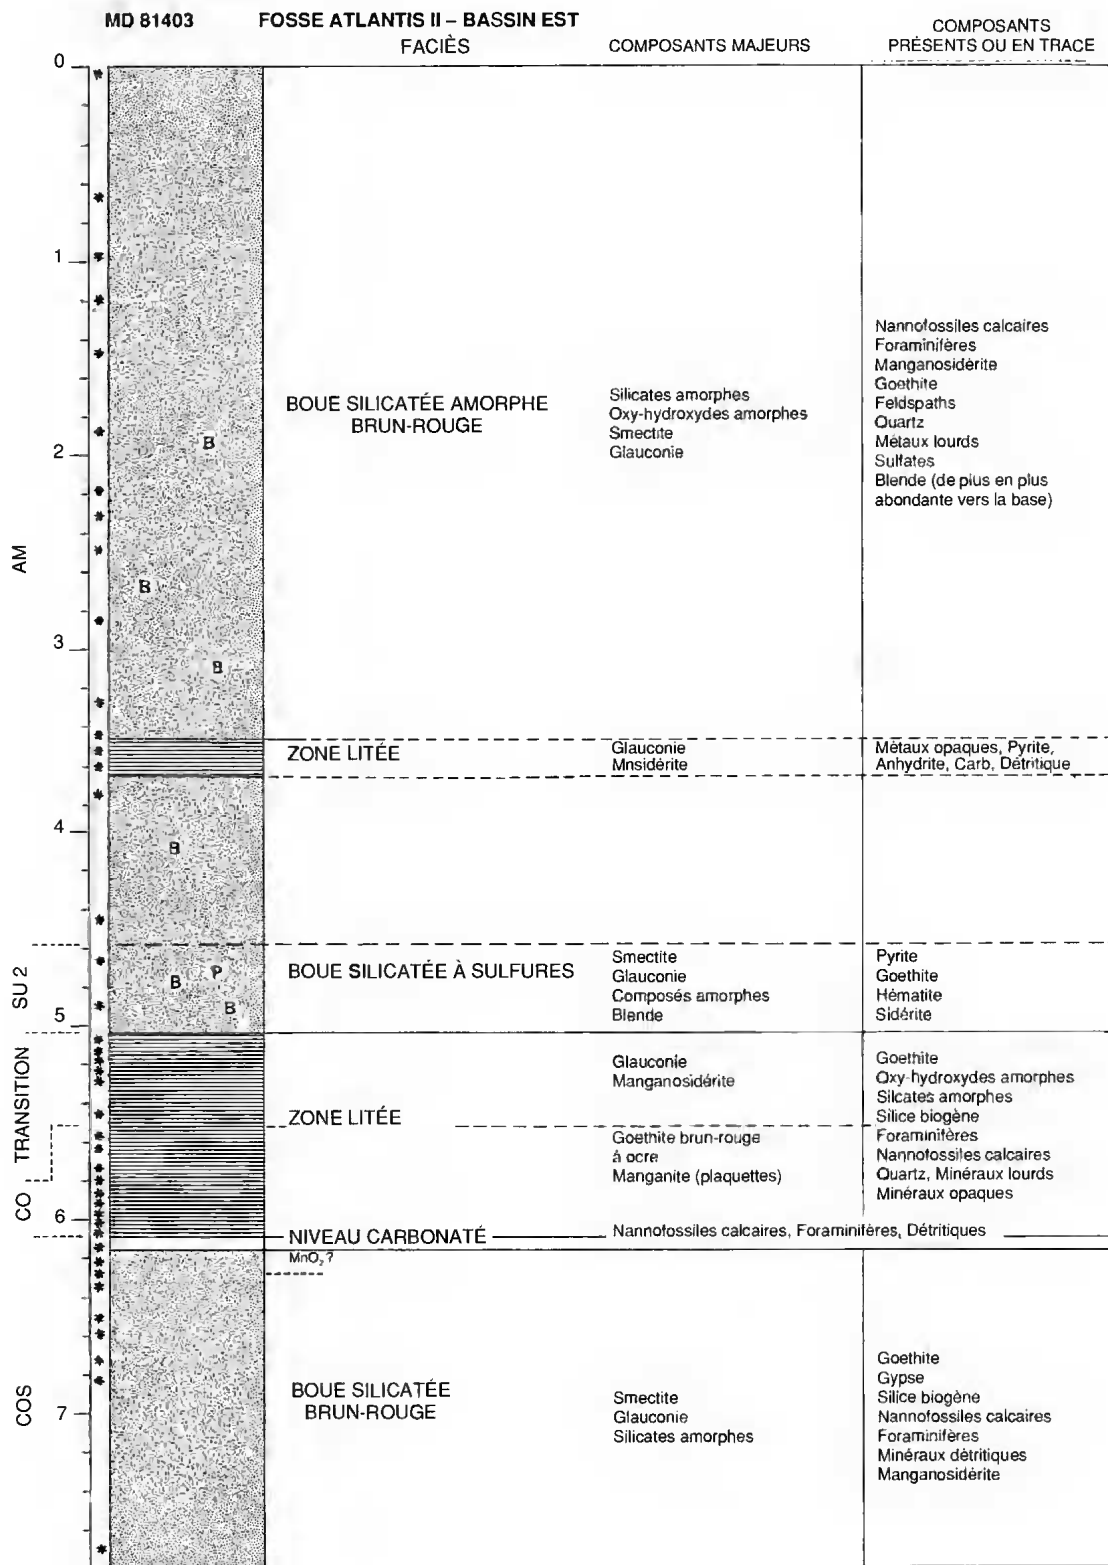 MD 81403 FOSSE ATLANTIS II – BASSIN EST
FACIÈS
COMPOSANTS MAJEURS
COMPOSANTS
PRÉSENTS OU EN TRACE
0
1
2
3
4
5
6
7
AM
SU 2
TRANSITION
CO
COS
BOUE SILICATÉE AMORPHE
BRUN-ROUGE
Silicates amorphes
Oxy-hydroxydes amorphes
Smectite
Glauconie
Nannofossiles calcaires
Foraminifères
Manganosidérite
Goethite
Feldspaths
Quartz
Métaux lourds
Sulfates
Blende (de plus en plus
abondante vers la base)
B
B
B
ZONE LITÉE
Glauconie
Mnsidérite
Métaux opaques, Pyrite,
Anhydrite, Carb, Détritique
B
BOUE SILICATÉE À SULFURES
B P
B
Smectite
Glauconie
Composés amorphes
Blende
Pyrite
Goethite
Hématite
Sidérite
ZONE LITÉE
Glauconie
Manganosidérite
Goethite brun-rouge
à ocre
Manganite (plaquettes)
Goethite
Oxy-hydroxydes amorphes
Silcates amorphes
Silice biogène
Foraminifères
Nannofossiles calcaires
Quartz, Minéraux lourds
Minéraux opaques
NIVEAU CARBONATÉ
Nannofossiles calcaires, Foraminifères, Détritiques
MnO₂?
BOUE SILICATÉE
BRUN-ROUGE
Smectite
Glauconie
Silicates amorphes
Goethite
Gypse
Silice biogène
Nannofossiles calcaires
Foraminifères
Minéraux détritiques
Manganosidérite